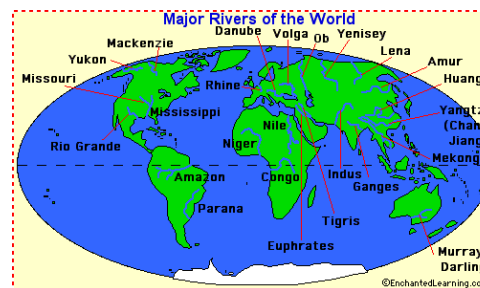 Major Rivers of the World
Danube
Volga
Ob
Yenisey
Mackenzie
Lena
Yukon
Amur
Missouri
Rhine
Huang
Mississippi
Yangtz
(Chan
Jiang
Nile
Rio Grande
Niger
Mekong
Amazon
Congo
Indus
Ganges
Parana
Tigris
Euphrates
Murray
Darlin
©EnchantedLearning.com